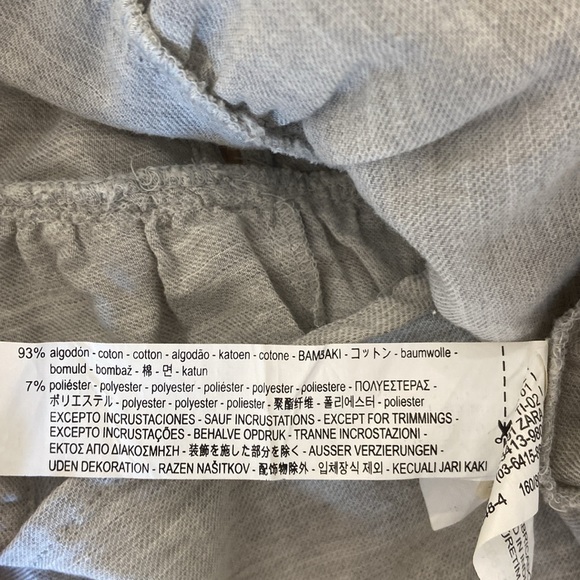 93% algodón - coton - cotton - algodão - katoen - cotone - ΒΑΜΒΑΚΙ - コットン - baumwolle -
bomuld - bombaž - 棉 - 면 - katun
7% poliéster - polyester - polyester - poliéster - polyester - poliestere - ΠΟΛΥΕΣΤΕΡΑΣ -
ポリエステル - polyester - polyester - poliester - 聚酯纤维 - 폴리에스터 - poliester
EXCEPTO INCRUSTACIONES - SAUF INCRUSTATIONS - EXCEPT FOR TRIMMINGS -
EXCEPTO INCRUSTAÇÕES - BEHALVE OPDRUK - TRANNE INCROSTAZIONI -
ΕΚΤΟΣ ΑΠΟ ΔΙΑΚΟΣΜΗΣΗ - 装飾を施した部分を除く - AUSSER VERZIERUNGEN -
UDEN DEKORATION - RAZEN NAŠITKOV - 配饰物除外 - 입체장식 제외 - KECUALI JARI KAKI
ZARA